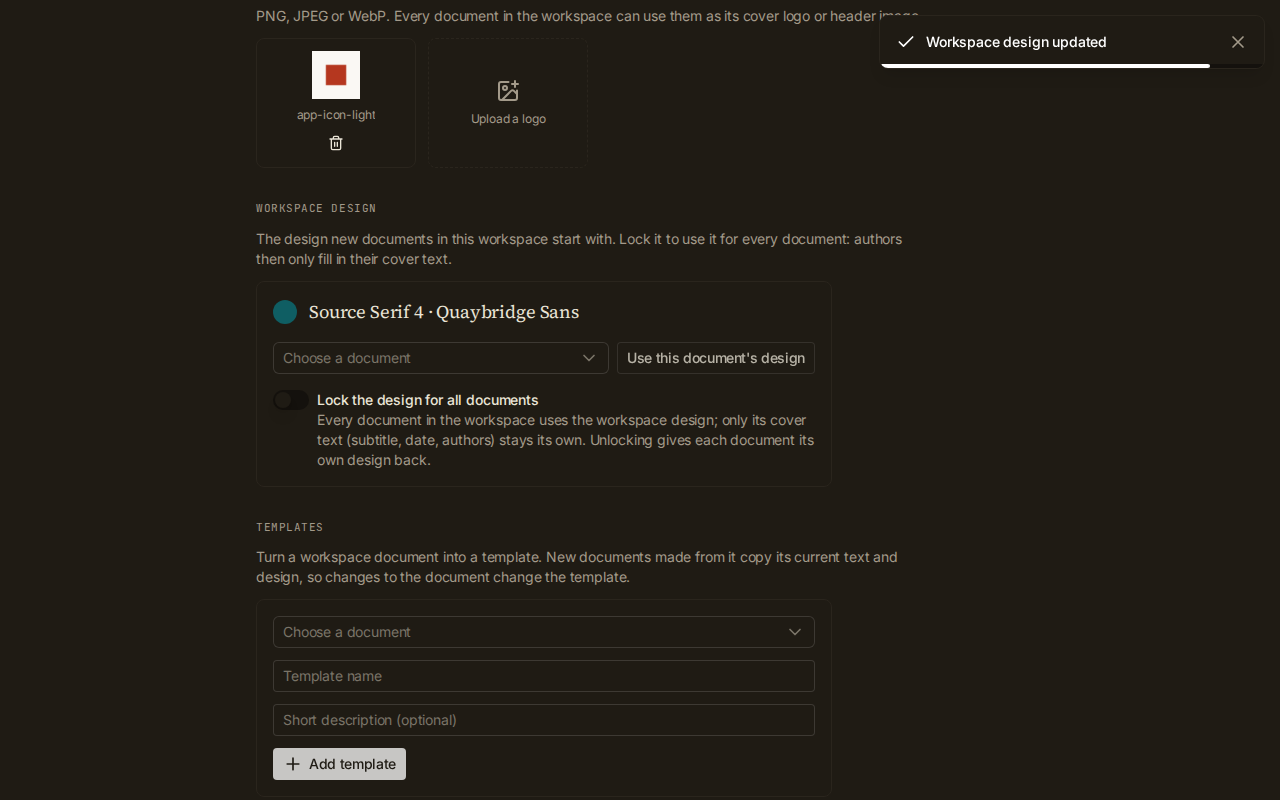 PNG, JPEG or WebP. Every document in the workspace can use them as its cover logo or header image.
Workspace design updated
app-icon-light
Upload a logo
WORKSPACE DESIGN
The design new documents in this workspace start with. Lock it to use it for every document: authors
then only fill in their cover text.
Source Serif 4 · Quaybridge Sans
Choose a document
Use this document's design
Lock the design for all documents
Every document in the workspace uses the workspace design; only its cover
text (subtitle, date, authors) stays its own. Unlocking gives each document its
own design back.
TEMPLATES
Turn a workspace document into a template. New documents made from it copy its current text and
design, so changes to the document change the template.
Choose a document
Template name
Short description (optional)
Add template